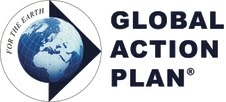 FOR THE EARTH
GLOBAL
ACTION
PLAN®